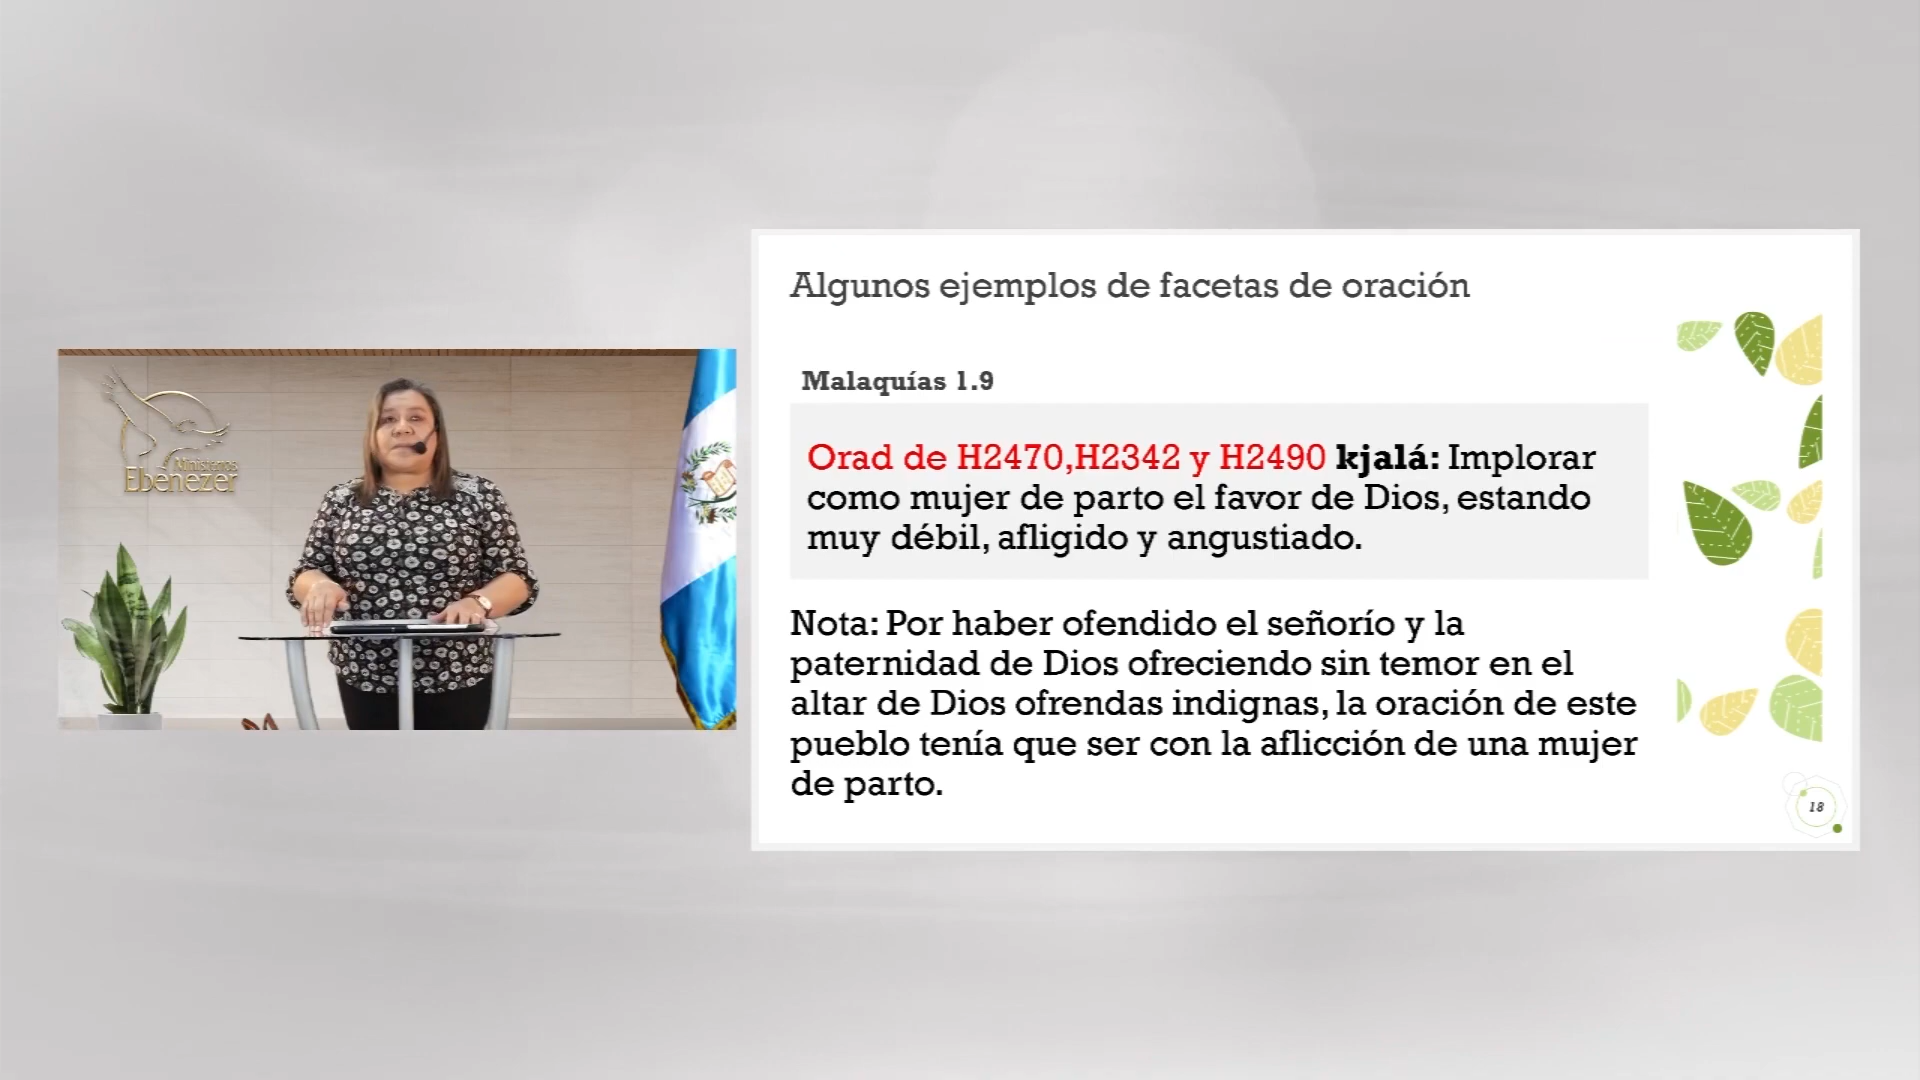 Ministerios
Ebenezer
Algunos ejemplos de facetas de oración
Malaquías 1.9
Orad de H2470,H2342 y H2490 kjalá: Implorar
como mujer de parto el favor de Dios, estando
muy débil, afligido y angustiado.
Nota: Por haber ofendido el señorío y la
paternidad de Dios ofreciendo sin temor en el
altar de Dios ofrendas indignas, la oración de este
pueblo tenía que ser con la aflicción de una mujer
de parto.
18